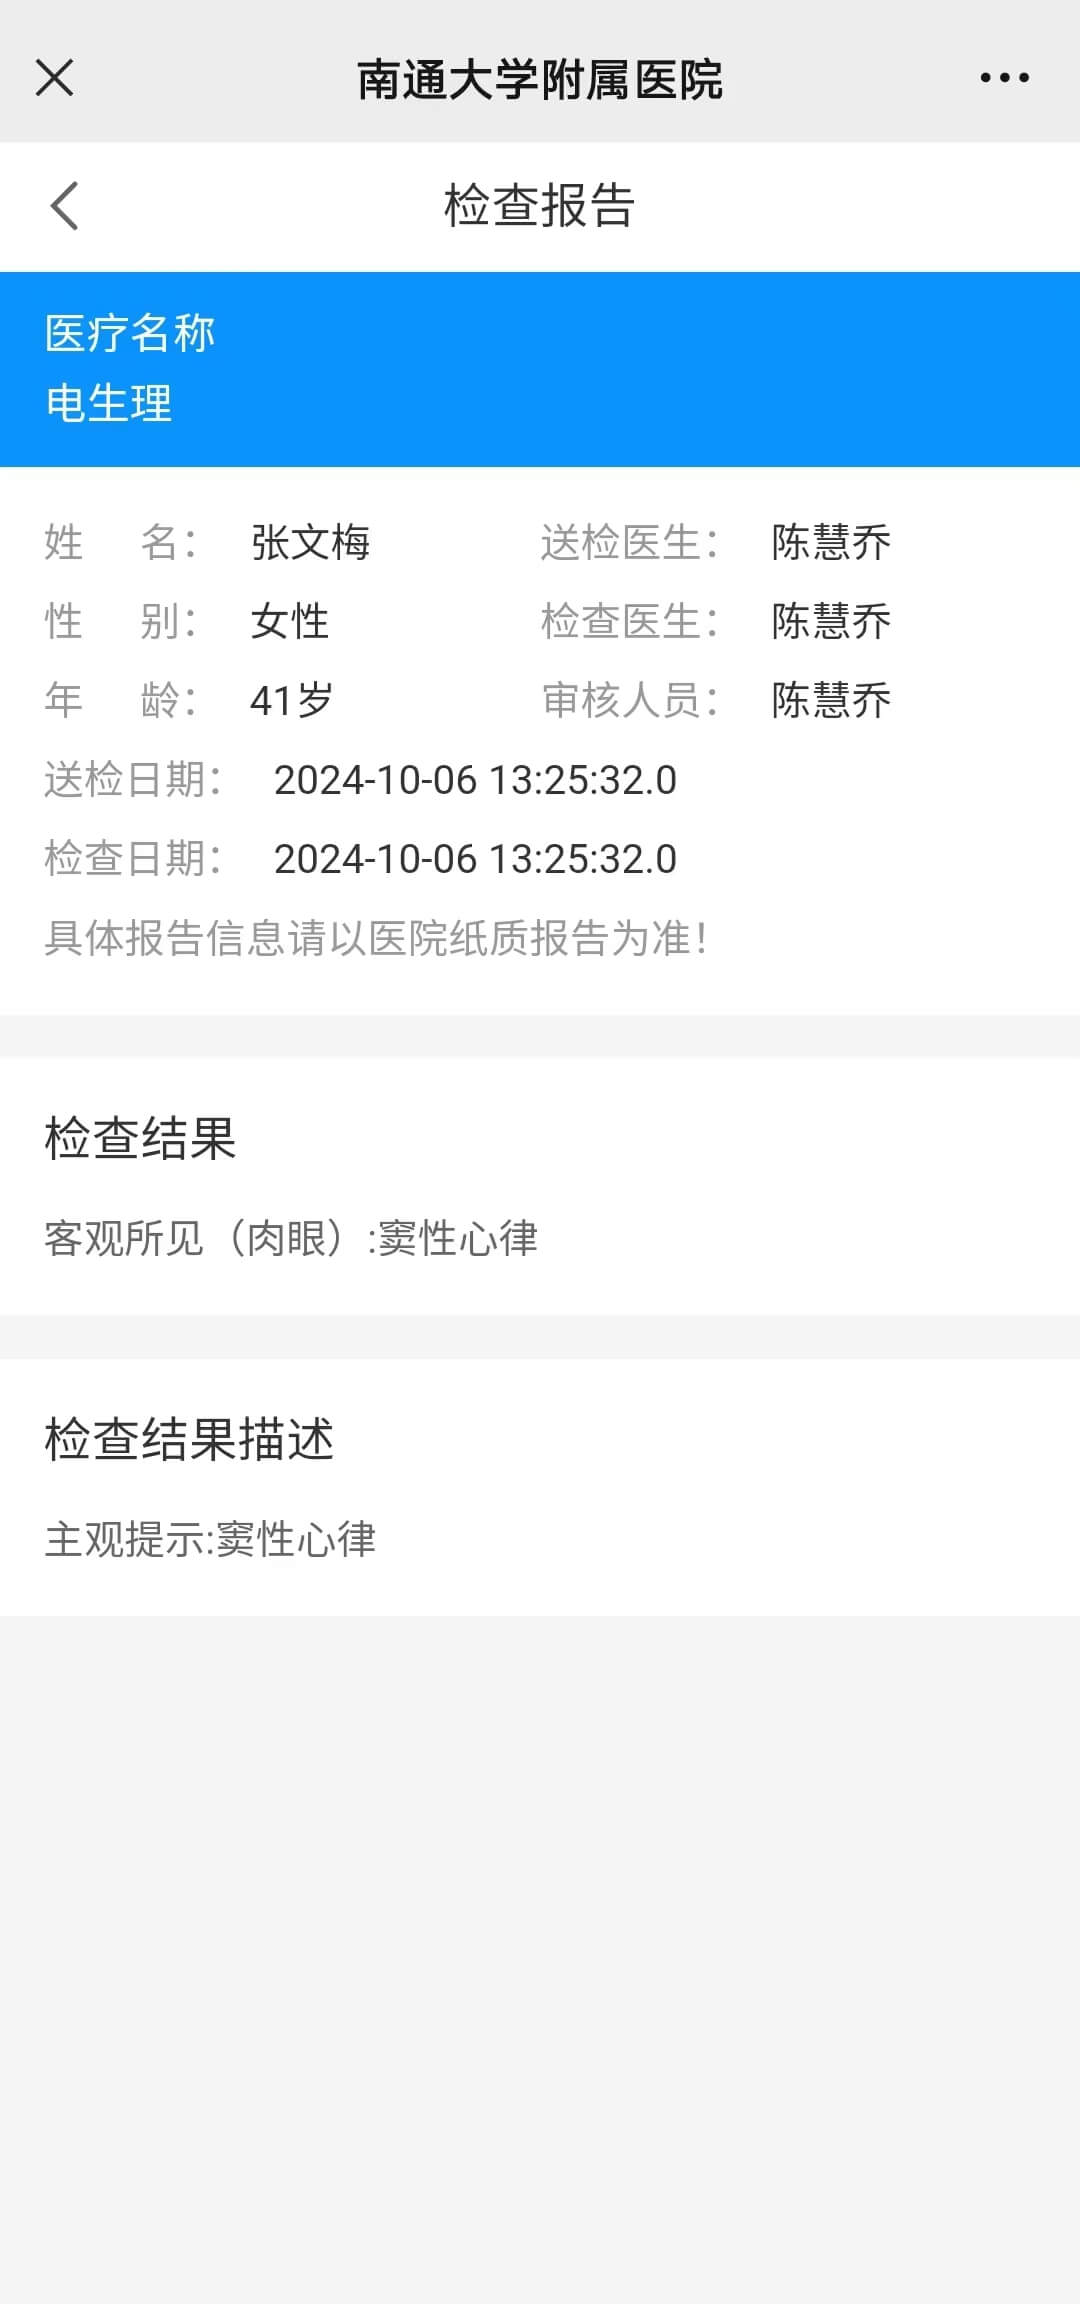 南通大学附属医院
检查报告
医疗名称
电生理
姓 名： 张文梅 送检医生： 陈慧乔
性 别： 女性 检查医生： 陈慧乔
年 龄： 41岁 审核人员： 陈慧乔
送检日期： 2024-10-06 13:25:32.0
检查日期： 2024-10-06 13:25:32.0
具体报告信息请以医院纸质报告为准！
检查结果
客观所见（肉眼）:窦性心律
检查结果描述
主观提示:窦性心律